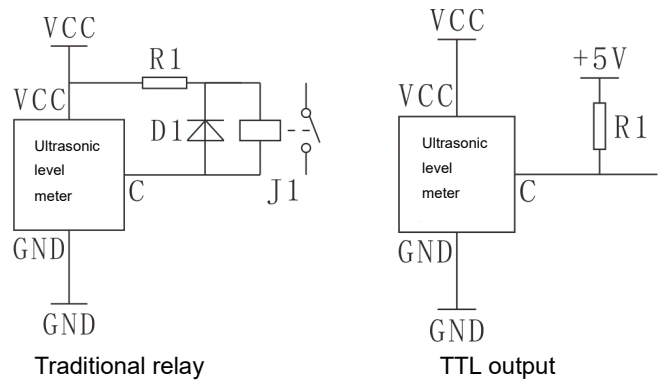 VCC
R1
VCC
Ultrasonic
level
meter
D1
C
J1
GND
GND
Traditional relay
VCC
+5V
VCC
R1
Ultrasonic
level
meter
C
GND
GND
TTL output